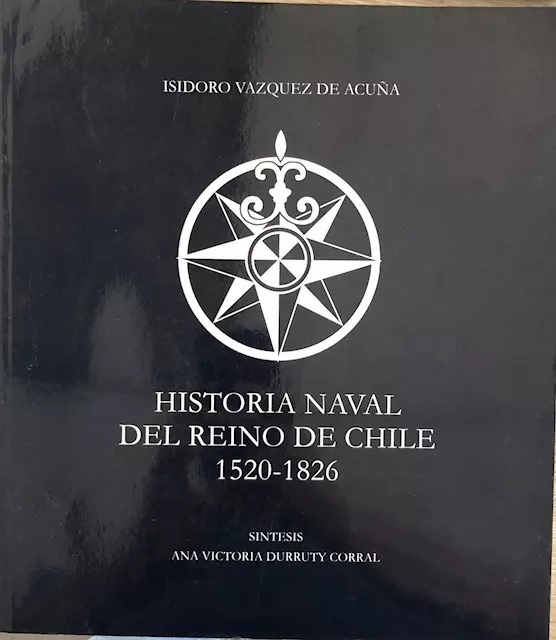 ISIDORO VAZQUEZ DE ACUÑA
HISTORIA NAVAL
DEL REINO DE CHILE
1520-1826
SINTESIS
ANA VICTORIA DURRUTY CORRAL